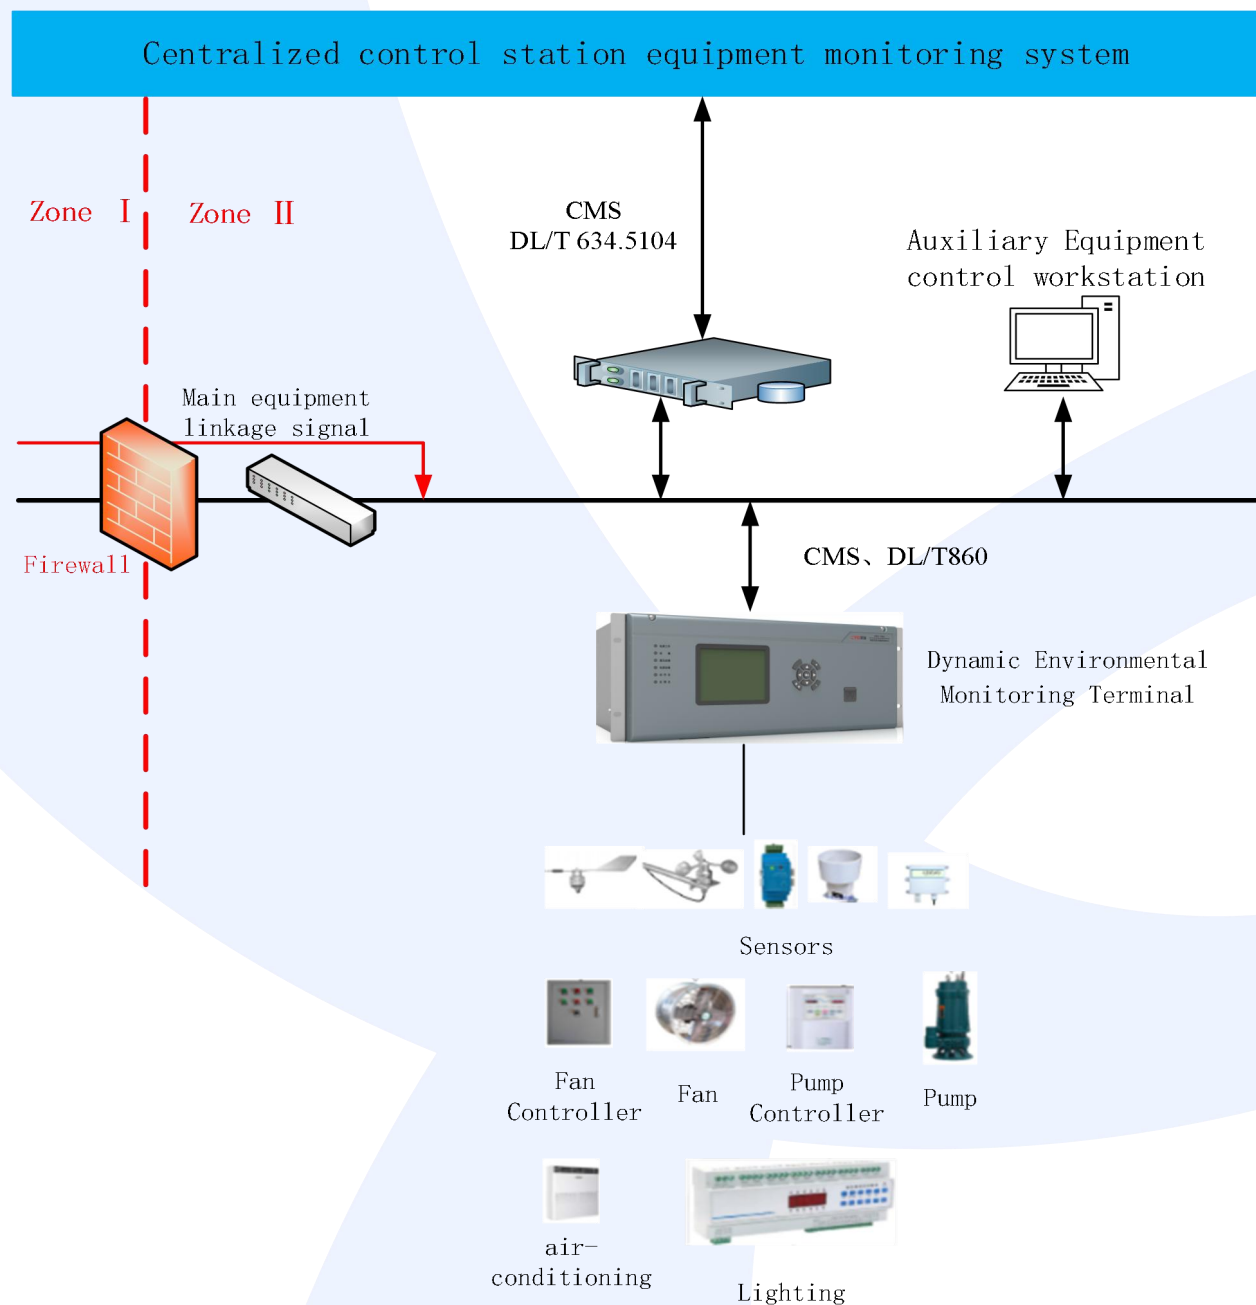 Centralized control station equipment monitoring system
Zone Ⅰ
Zone Ⅱ
CMS
DL/T 634.5104
Auxiliary Equipment
control workstation
Main equipment
linkage signal
Firewall
CMS、DL/T860
Dynamic Environmental
Monitoring Terminal
Sensors
Fan
Controller
Fan
Pump
Controller
Pump
air-
conditioning
Lighting